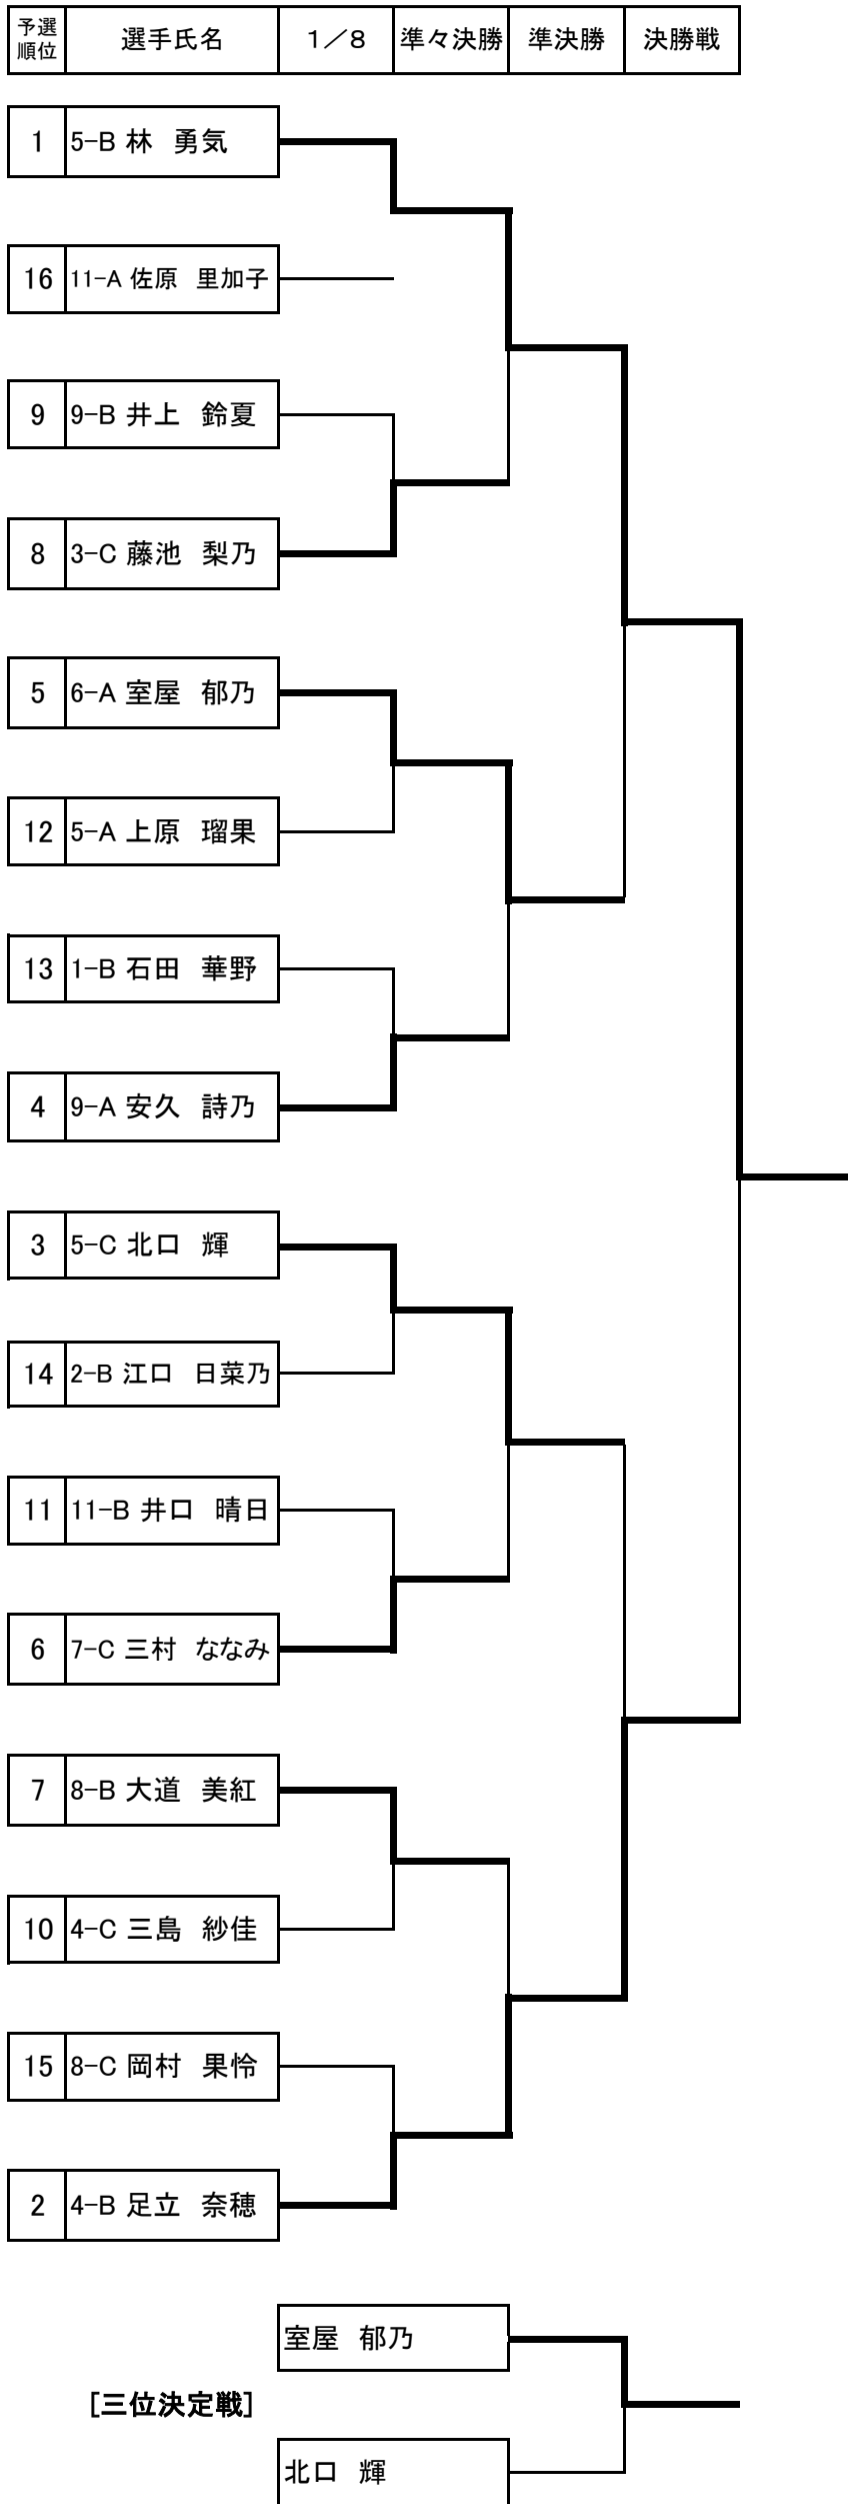 予選順位 選手氏名 1／8 準々決勝 準決勝 決勝戦
1 5-B 林 勇気
16 11-A 佐原 里加子
9 9-B 井上 鈴夏
8 3-C 藤池 梨乃
5 6-A 室屋 郁乃
12 5-A 上原 瑠果
13 1-B 石田 華野
4 9-A 安久 詩乃
3 5-C 北口 輝
14 2-B 江口 日菜乃
11 11-B 井口 晴日
6 7-C 三村 ななみ
7 8-B 大道 美紅
10 4-C 三島 紗佳
15 8-C 岡村 果怜
2 4-B 足立 奈穂
室屋 郁乃
[三位決定戦]
北口 輝